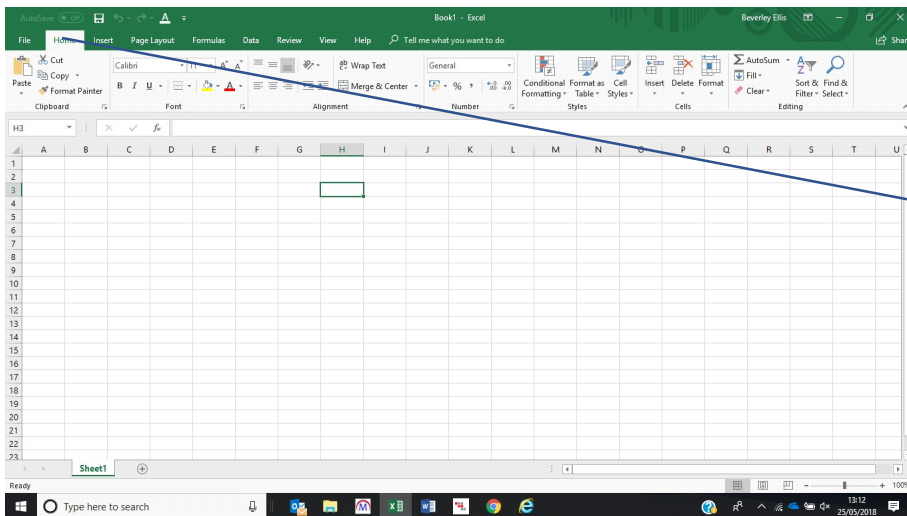 AutoSave Off Book1 - Excel Beverley Ellis
File Home Insert Page Layout Formulas Data Review View Help Tell me what you want to do Shar
Paste
Cut
Copy
Format Painter
Clipboard
Calibri 11 A A
B I U A
Font
ab Wrap Text
Merge & Center
Alignment
General
% ,
Number
Conditional Formatting
Format as Table
Cell Styles
Styles
Insert Delete Format
Cells
AutoSum
Fill
Clear
Sort & Filter
Find & Select
Editing
H3 fx
A B C D E F G H I J K L M N O P Q R S T U
1
2
3
4
5
6
7
8
9
10
11
12
13
14
15
16
17
18
19
20
21
22
23
Sheet1
Ready 100%
Type here to search
13:12
25/05/2018